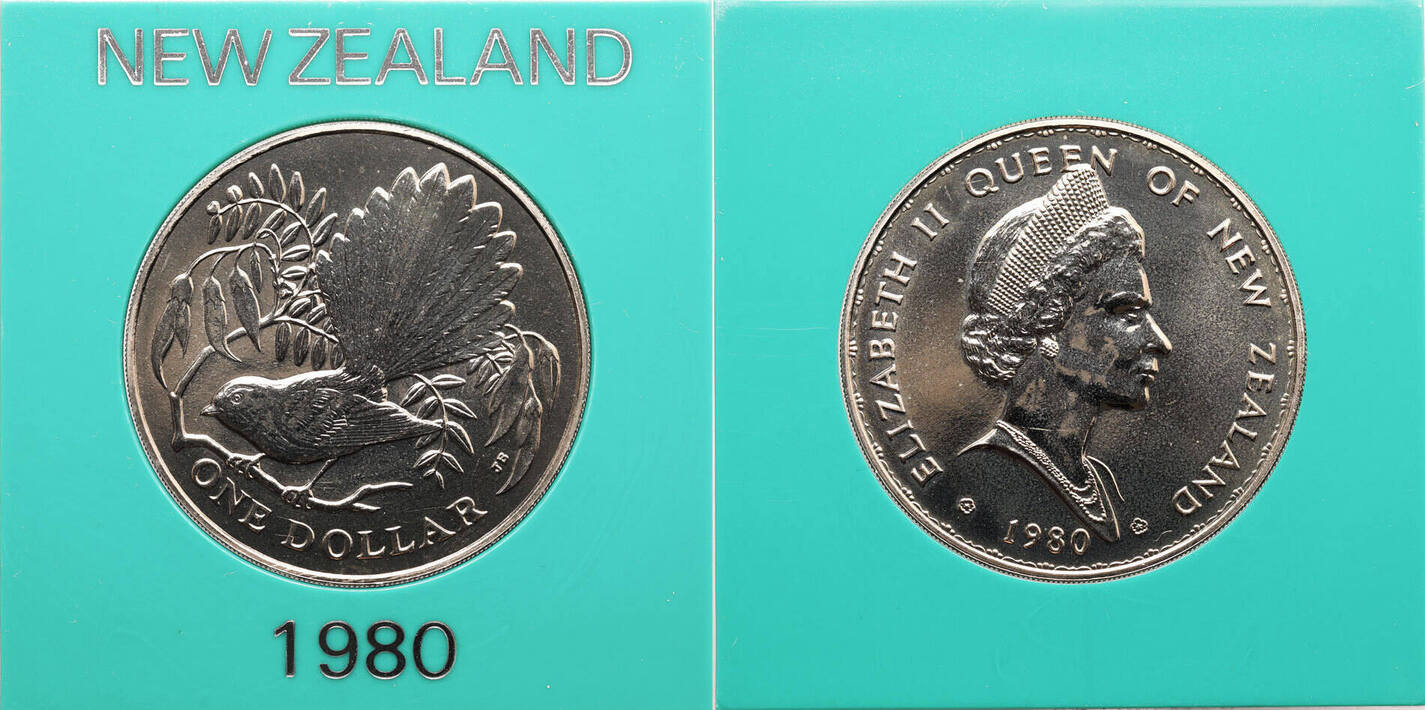 NEW ZEALAND
ONE DOLLAR
JB
1980
ELIZABETH II QUEEN OF NEW ZEALAND
1980